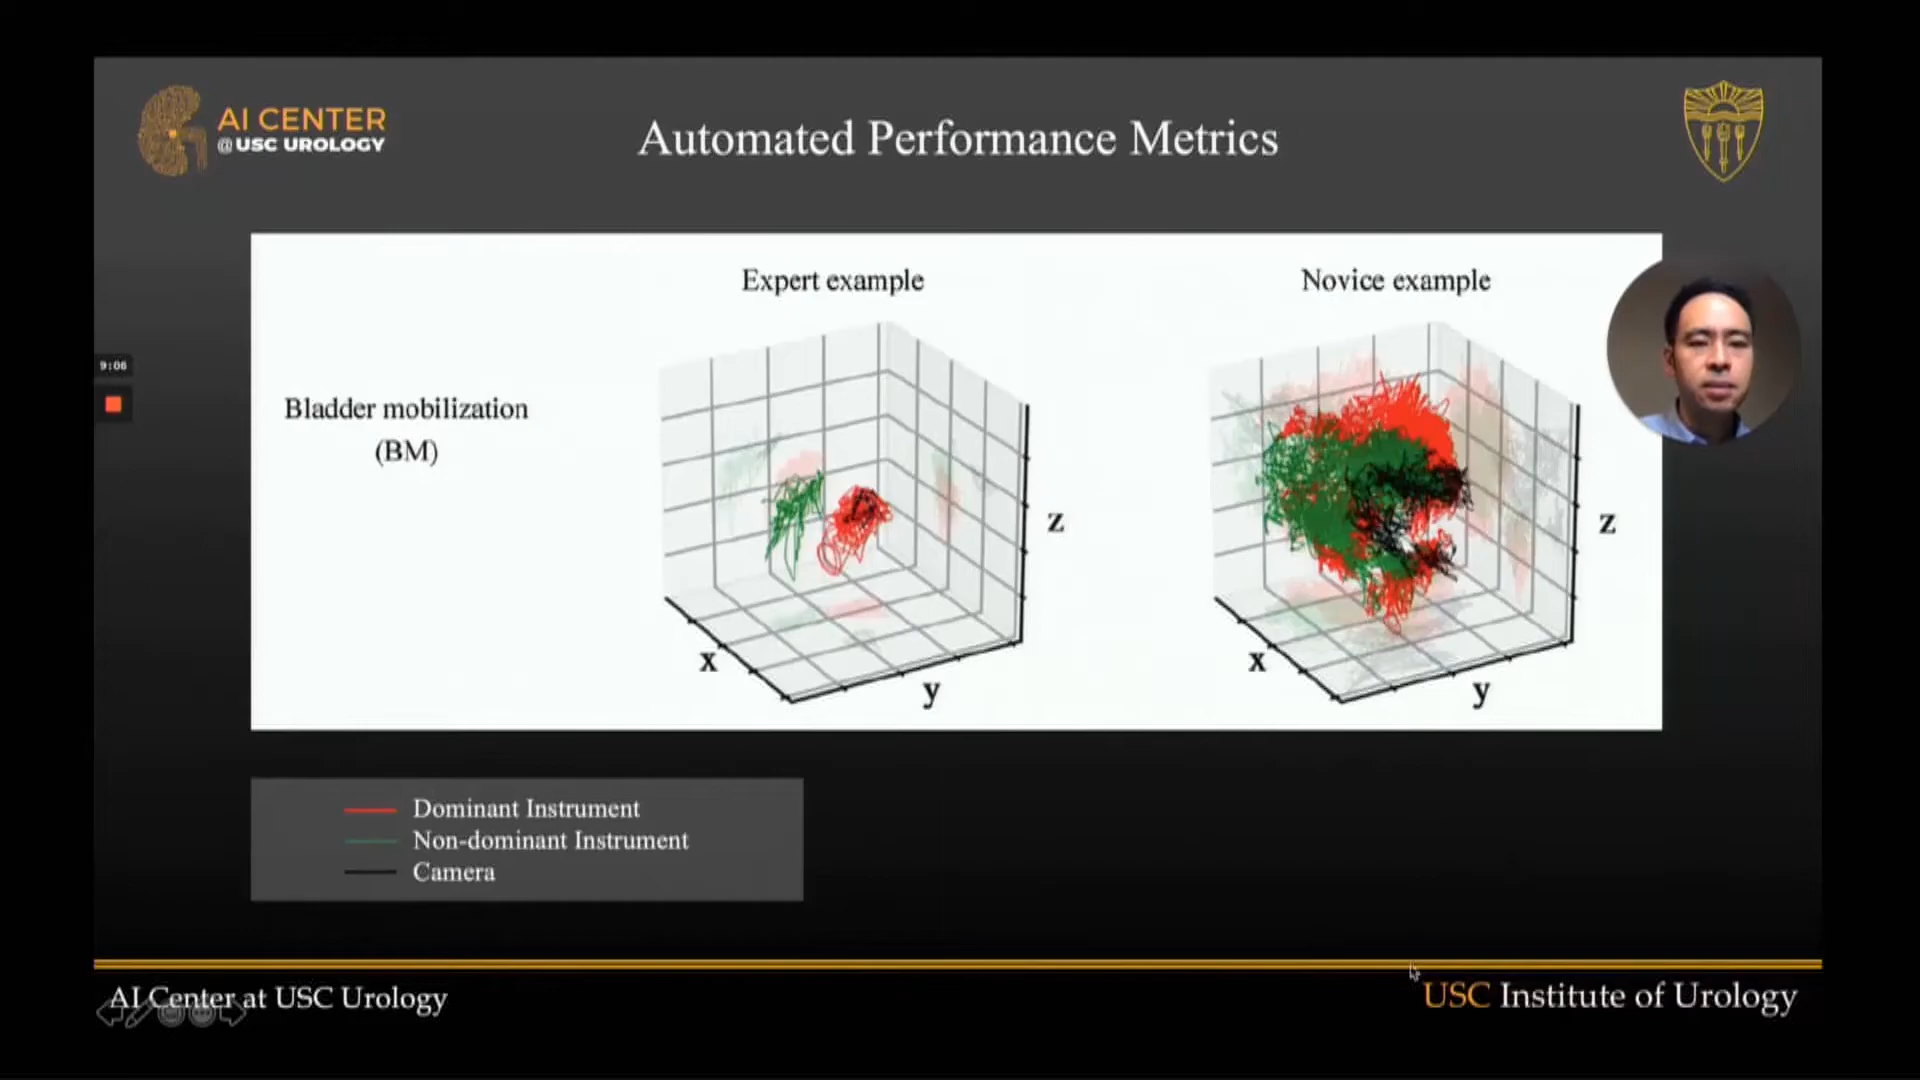 AI CENTER
@USC UROLOGY
Automated Performance Metrics
Expert example
Novice example
9:06
Bladder mobilization
(BM)
z
x
y
z
x
y
Dominant Instrument
Non-dominant Instrument
Camera
AI Center at USC Urology
USC Institute of Urology